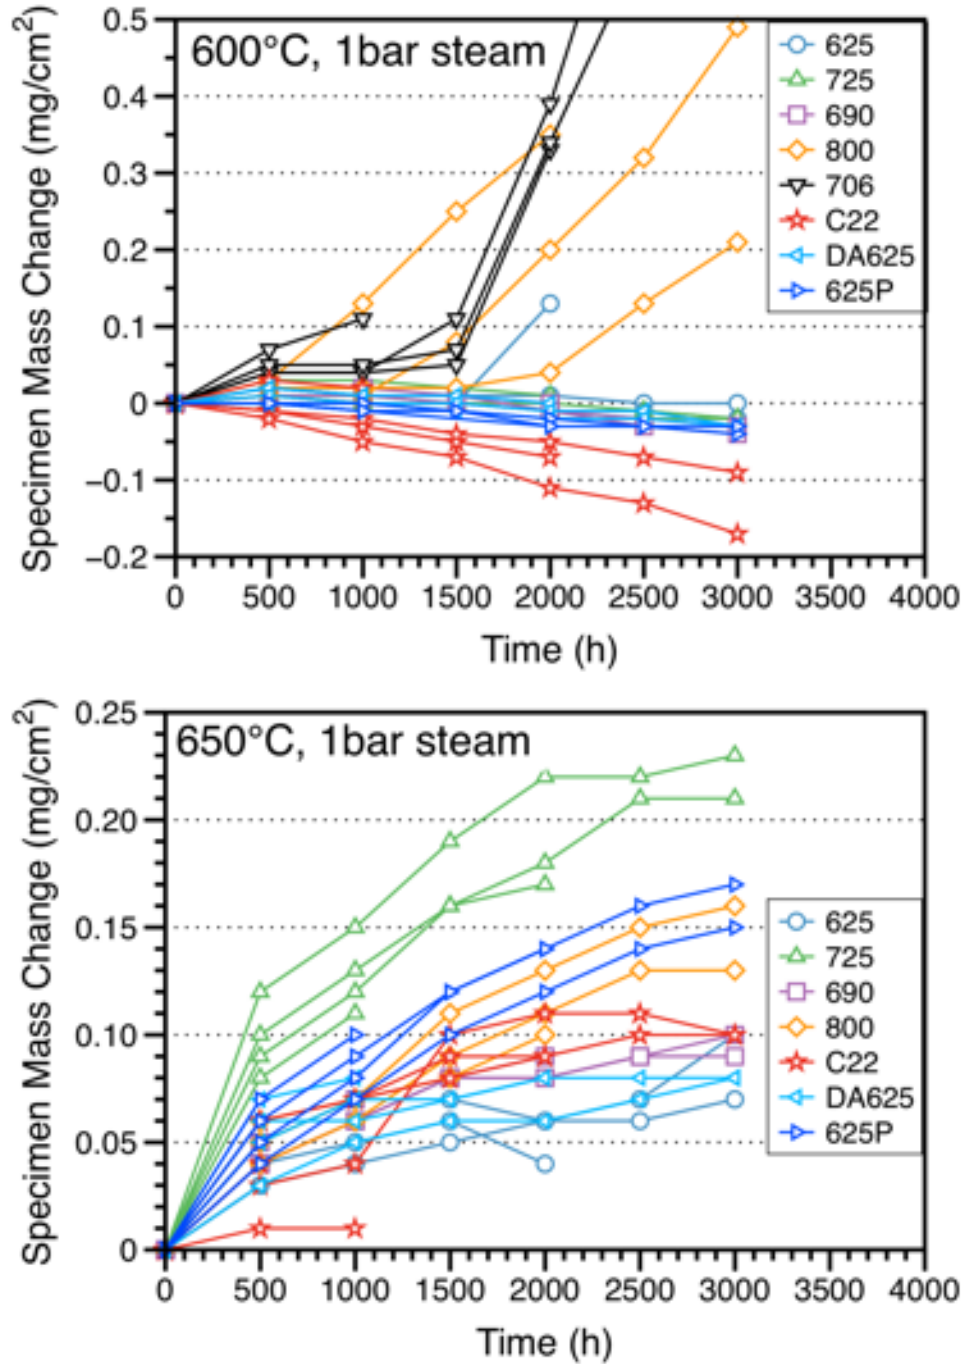 600°C, 1bar steam
Specimen Mass Change (mg/cm²)
0.5
0.4
0.3
0.2
0.1
0
−0.1
−0.2
625
725
690
800
706
C22
DA625
625P
0 500 1000 1500 2000 2500 3000 3500 4000
Time (h)
650°C, 1bar steam
Specimen Mass Change (mg/cm²)
0.25
0.20
0.15
0.10
0.05
0
625
725
690
800
C22
DA625
625P
0 500 1000 1500 2000 2500 3000 3500 4000
Time (h)